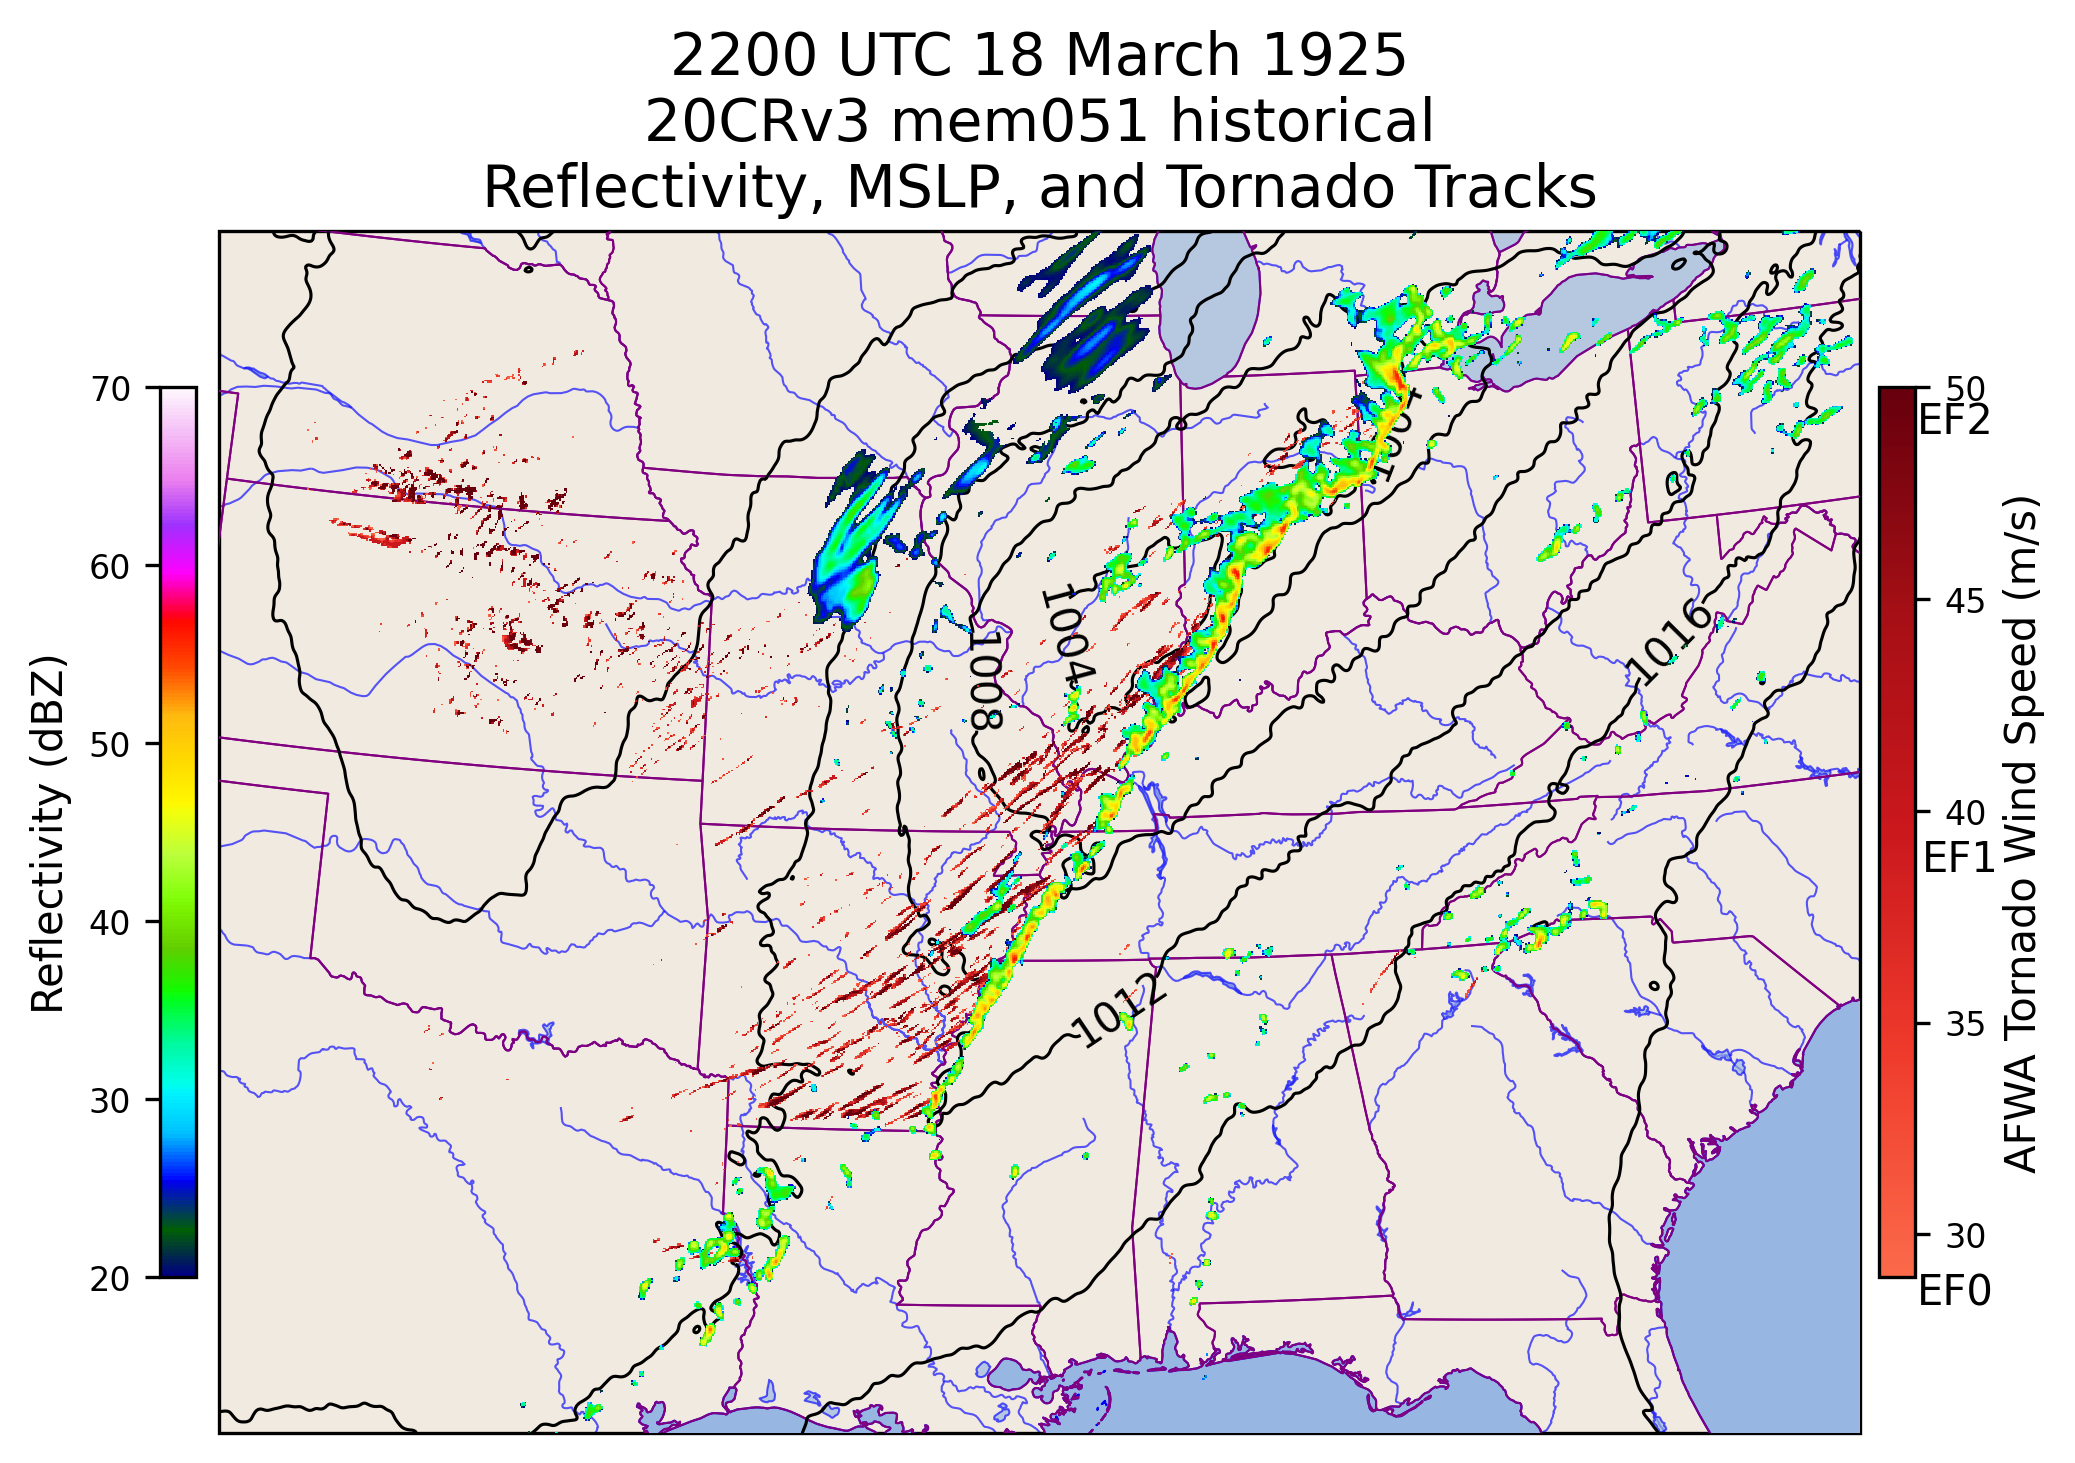 2200 UTC 18 March 1925
20CRv3 mem051 historical
Reflectivity, MSLP, and Tornado Tracks
70
60
50
40
30
20
Reflectivity (dBZ)
1004
1004
1008
1016
1012
50
EF2
45
40
EF1
35
30
EF0
AFWA Tornado Wind Speed (m/s)